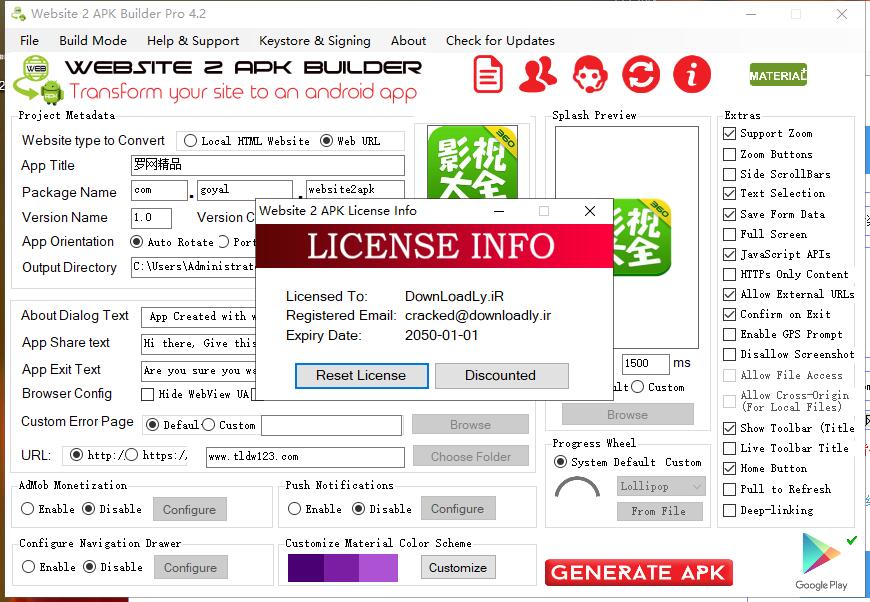 Website 2 APK Builder Pro 4.2
File Build Mode Help & Support Keystore & Signing About Check for Updates
WEB
WEBSITE 2 APK BUILDER
Transform your site to an android app
MATERIAL
Project Metadata
Website type to Convert Local HTML Website Web URL
App Title 罗网精品
Package Name com . goyal . website2apk
Version Name 1.0 Version C
App Orientation Auto Rotate Port
Output Directory C:\Users\Administrat
影视
大全
360
Splash Preview
360
1500 ms
Custom
Browse
Website 2 APK License Info
LICENSE INFO
Licensed To: DownLoadLy.iR
Registered Email: cracked@downloadly.ir
Expiry Date: 2050-01-01
Reset License Discounted
About Dialog Text App Created with w
App Share text Hi there, Give this
App Exit Text Are you sure you wa
Browser Config Hide WebView UA
Custom Error Page Defaul Custom Browse
URL: http:/ https:/, www.tldw123.com Choose Folder
AdMob Monetization
Enable Disable Configure
Push Notifications
Enable Disable Configure
Configure Navigation Drawer
Enable Disable Configure
Customize Material Color Scheme
Customize
Progress Wheel
System Default Custom
Lollipop
From File
GENERATE APK
Extras
Support Zoom
Zoom Buttons
Side ScrollBars
Text Selection
Save Form Data
Full Screen
JavaScript APIs
HTTPs Only Content
Allow External URLs
Confirm on Exit
Enable GPS Prompt
Disallow Screenshot
Allow File Access
Allow Cross-Origin
(For Local Files)
Show Toolbar (Title
Live Toolbar Title
Home Button
Pull to Refresh
Deep-linking
Google Play